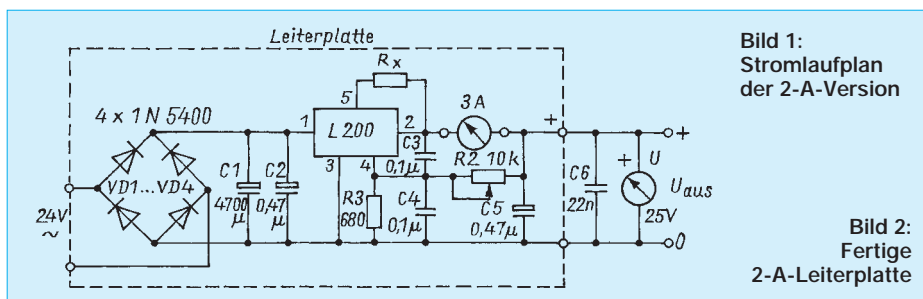 Leiterplatte
Bild 1:
Stromlaufplan
der 2-A-Version
Rx
4 x 1N 5400
5
3A
1
L200
2
+
+
3
4
C3
0,1µ
R2 10k
C1
4700
µ
C2
0,47
µ
VD1...VD4
R3
680
C4
0,1µ
C5
0,47µ
C6
22n
+
U
25V
Uaus
24V
~
0
Bild 2:
Fertige
2-A-Leiterplatte